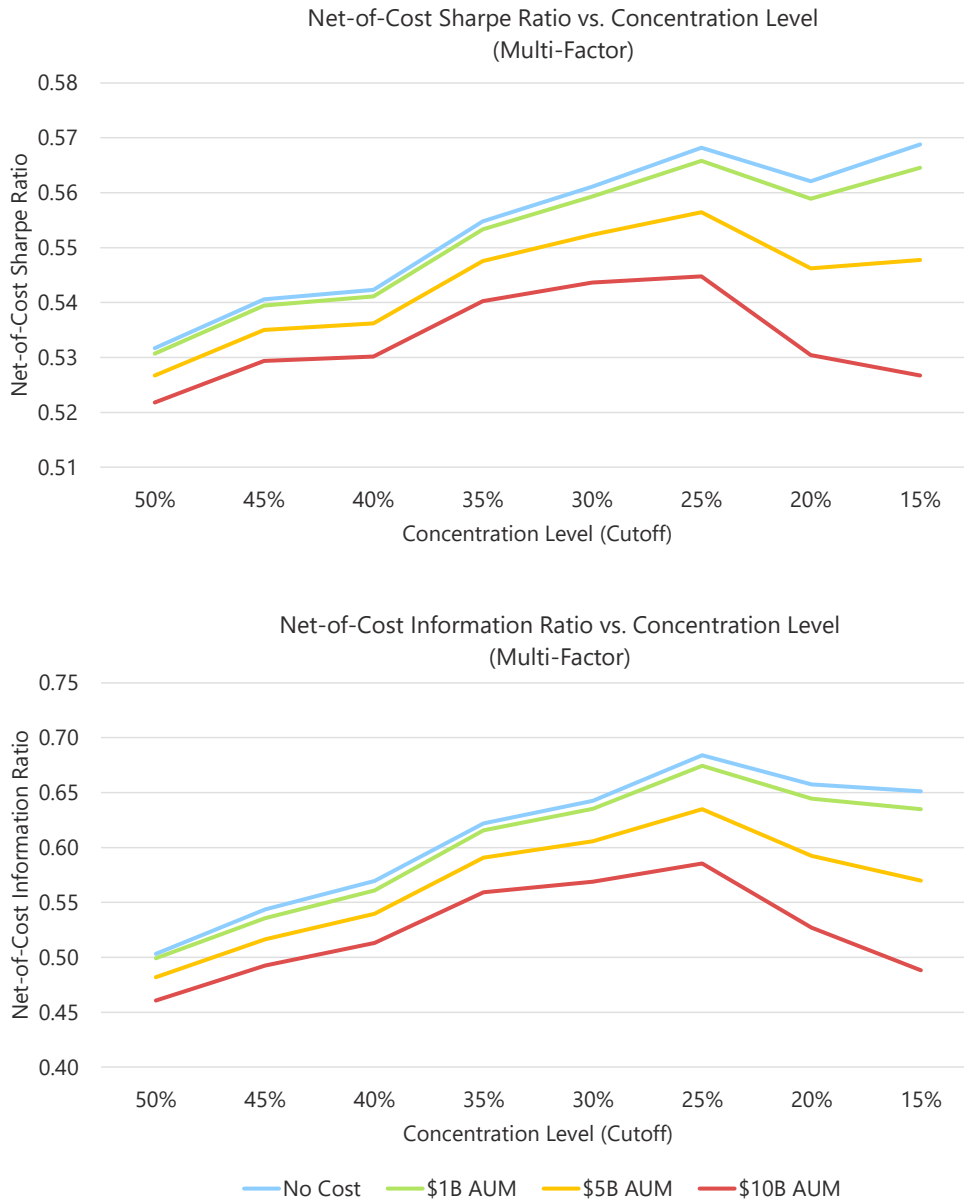 Net-of-Cost Sharpe Ratio vs. Concentration Level
(Multi-Factor)
Net-of-Cost Sharpe Ratio
0.58
0.57
0.56
0.55
0.54
0.53
0.52
0.51
50% 45% 40% 35% 30% 25% 20% 15%
Concentration Level (Cutoff)
Net-of-Cost Information Ratio vs. Concentration Level
(Multi-Factor)
Net-of-Cost Information Ratio
0.75
0.70
0.65
0.60
0.55
0.50
0.45
0.40
50% 45% 40% 35% 30% 25% 20% 15%
Concentration Level (Cutoff)
No Cost $1B AUM $5B AUM $10B AUM